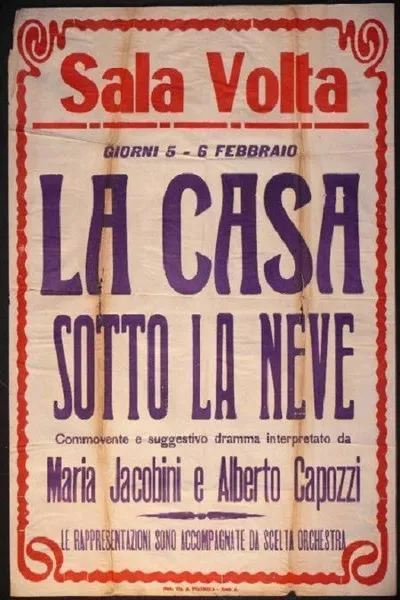 Sala Volta
GIORNI 5 - 6 FEBBRAIO
LA CASA
SOTTO LA NEVE
Commovente e suggestivo dramma interpretato da
Maria Jacobini e Alberto Capozzi
LE RAPPRESENTAZIONI SONO ACCOMPAGNATE DA SCELTA ORCHESTRA